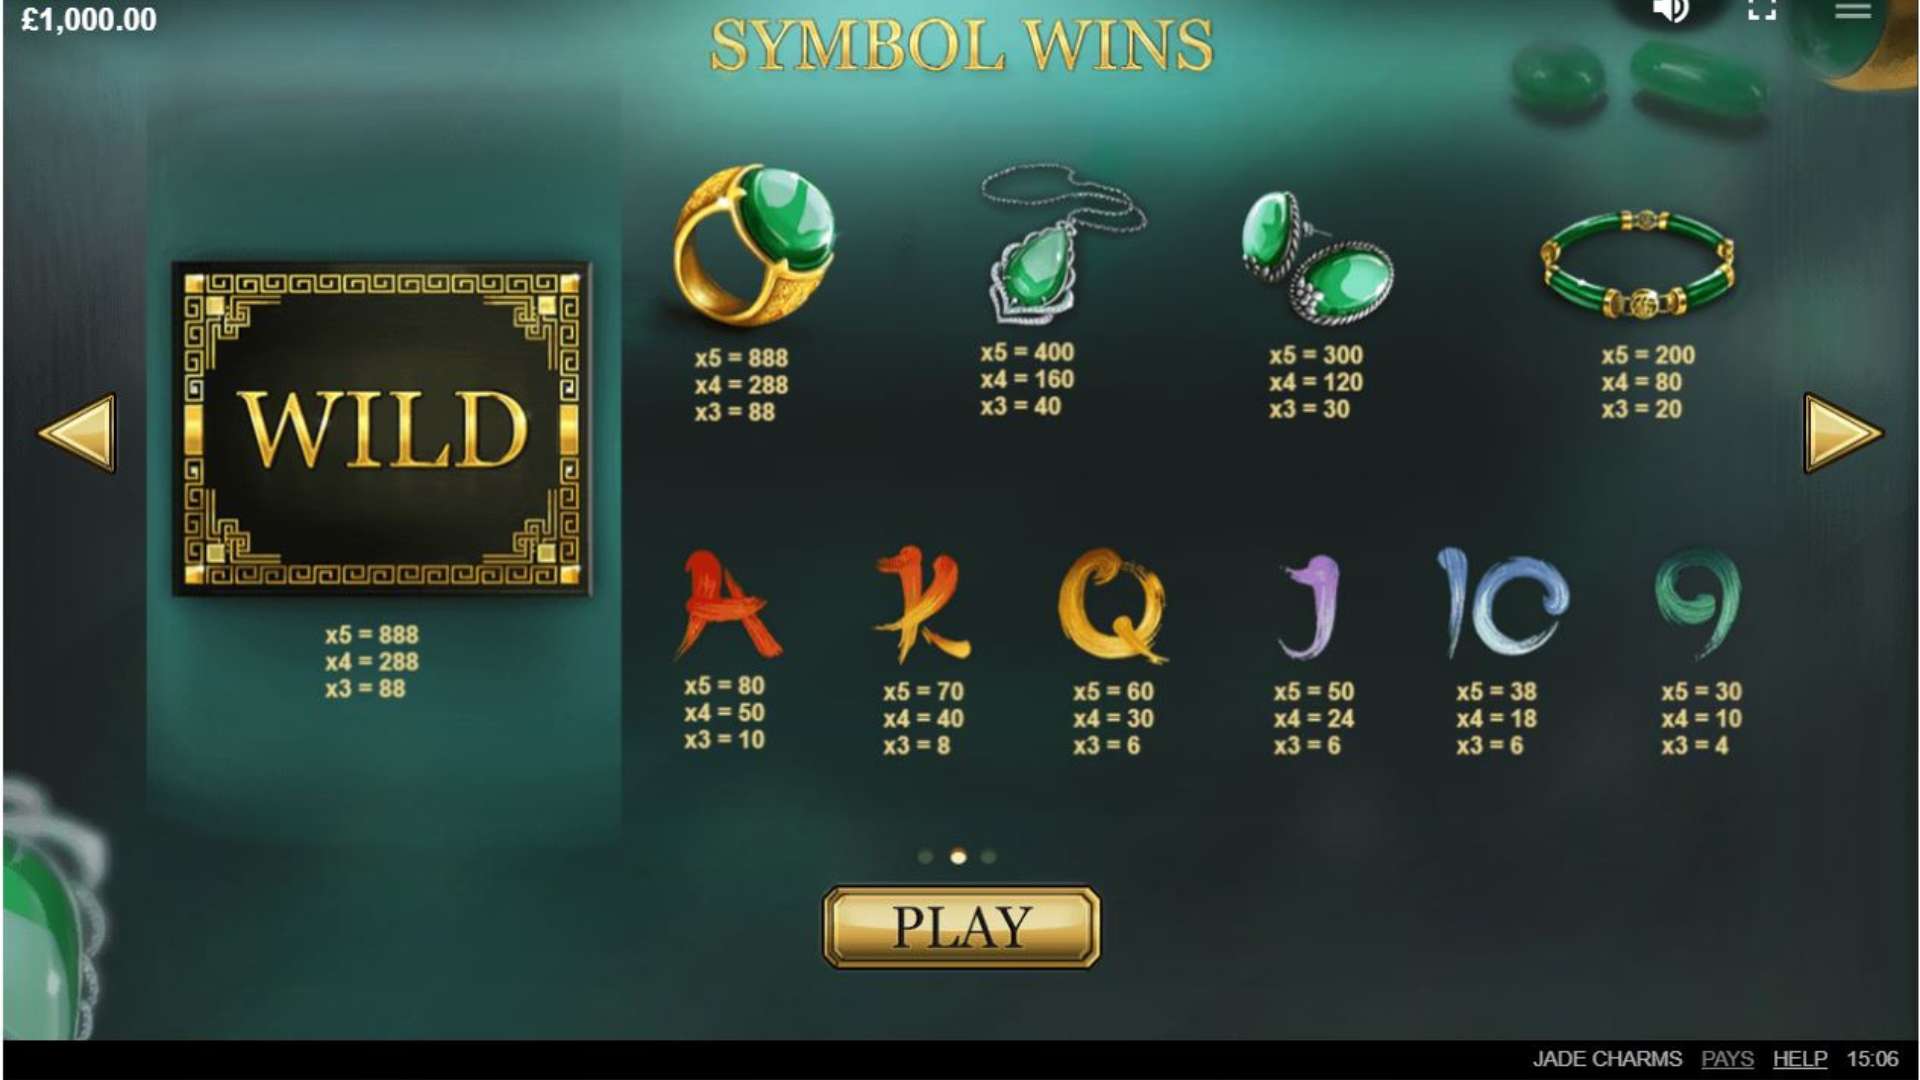 £1,000.00
SYMBOL WINS
WILD
x5 = 888
x4 = 288
x3 = 88
x5 = 888
x4 = 288
x3 = 88
x5 = 400
x4 = 160
x3 = 40
x5 = 300
x4 = 120
x3 = 30
x5 = 200
x4 = 80
x3 = 20
A
x5 = 80
x4 = 50
x3 = 10
K
x5 = 70
x4 = 40
x3 = 8
Q
x5 = 60
x4 = 30
x3 = 6
J
x5 = 50
x4 = 24
x3 = 6
10
x5 = 38
x4 = 18
x3 = 6
9
x5 = 30
x4 = 10
x3 = 4
PLAY
JADE CHARMS PAYS HELP 15:06